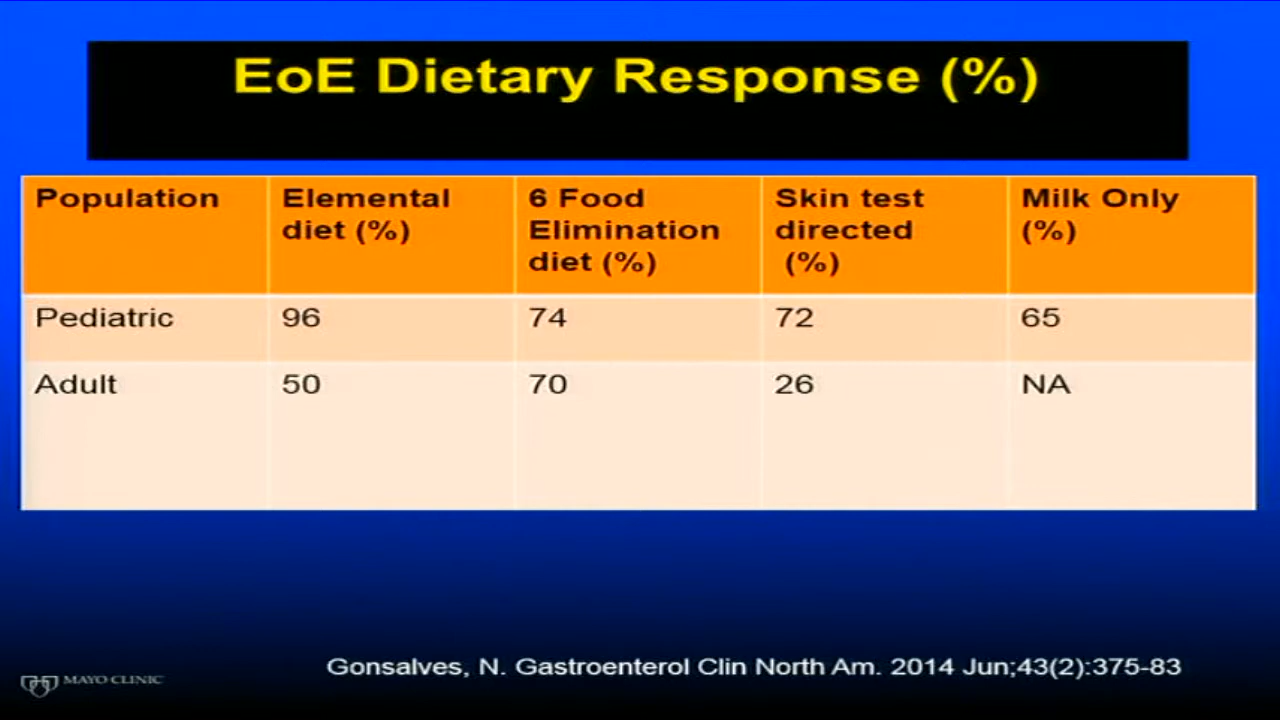 EoE Dietary Response (%)
Population
Elemental
diet (%)
6 Food
Elimination
diet (%)
Skin test
directed
(%)
Milk Only
(%)
Pediatric 96 74 72 65
Adult 50 70 26 NA
Gonsalves, N. Gastroenterol Clin North Am. 2014 Jun;43(2):375-83
MAYO CLINIC